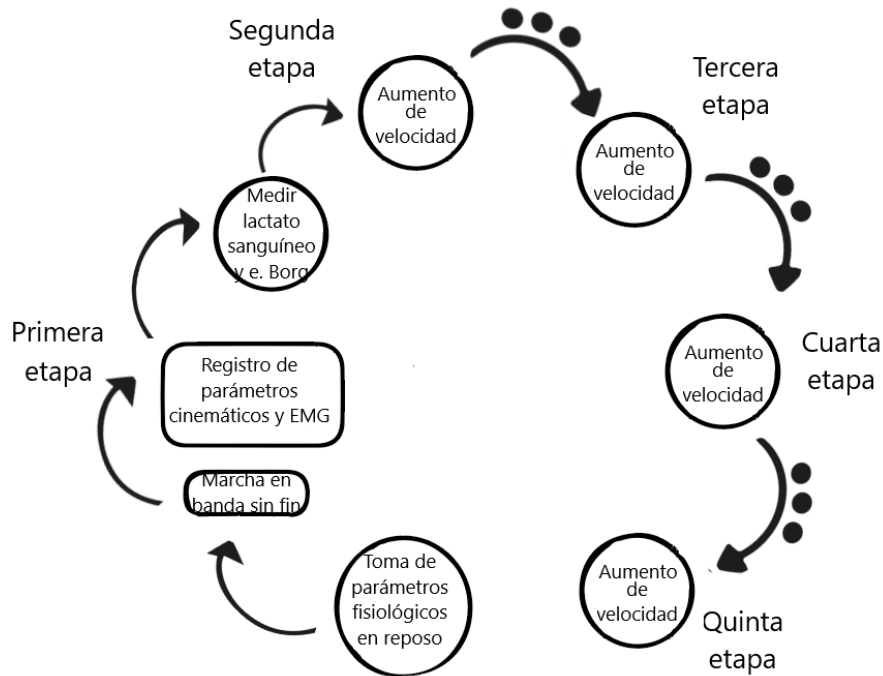 Segunda
etapa
Aumento
de
velocidad
Tercera
etapa
Aumento
de
velocidad
Medir
lactato
sanguíneo
y e. Borg
Primera
etapa
Registro de
parámetros
cinemáticos y EMG
Cuarta
etapa
Aumento
de
velocidad
Marcha en
banda sin fin
Toma de
parámetros
fisiológicos
en reposo
Aumento
de
velocidad
Quinta
etapa